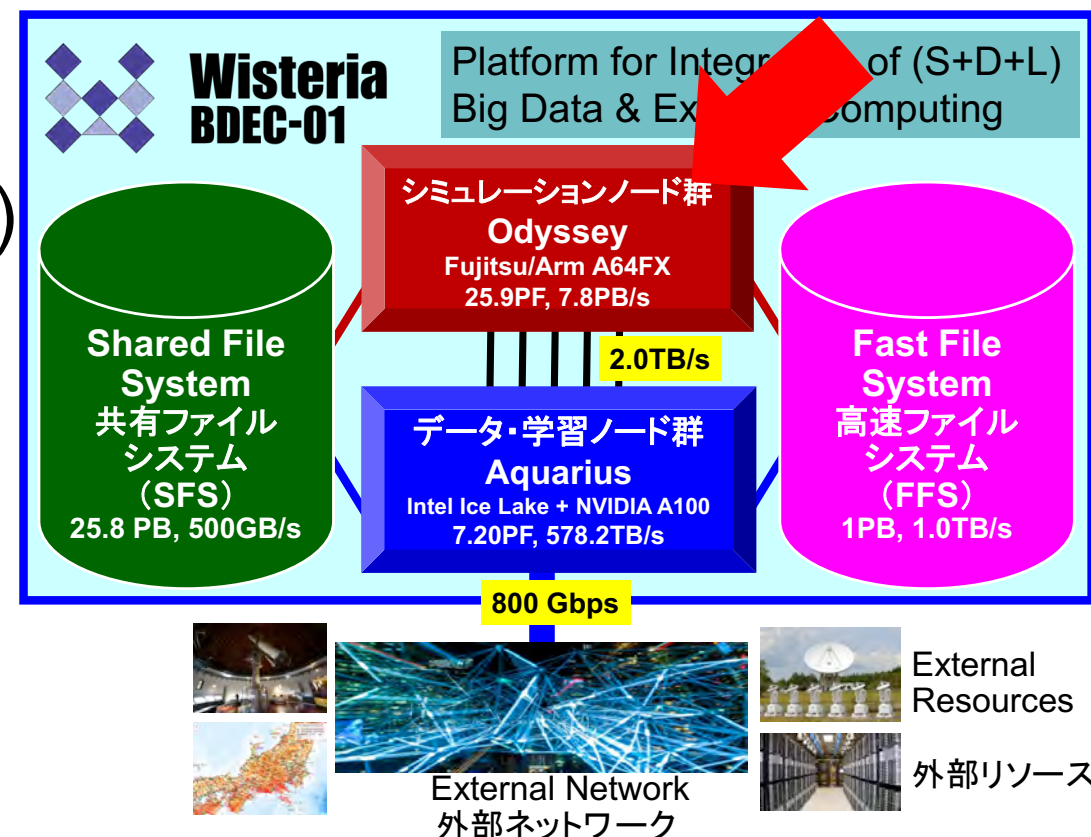 Wisteria
BDEC-01
Platform for Integr of (S+D+L)
Big Data & Ex omputing
)
シミュレーションノード群
Odyssey
Fujitsu/Arm A64FX
25.9PF, 7.8PB/s
2.0TB/s
Shared File
System
共有ファイル
システム
(SFS)
25.8 PB, 500GB/s
データ・学習ノード群
Aquarius
Intel Ice Lake + NVIDIA A100
7.20PF, 578.2TB/s
Fast File
System
高速ファイル
システム
(FFS)
1PB, 1.0TB/s
800 Gbps
External Network
外部ネットワーク
External
Resources
外部リソース